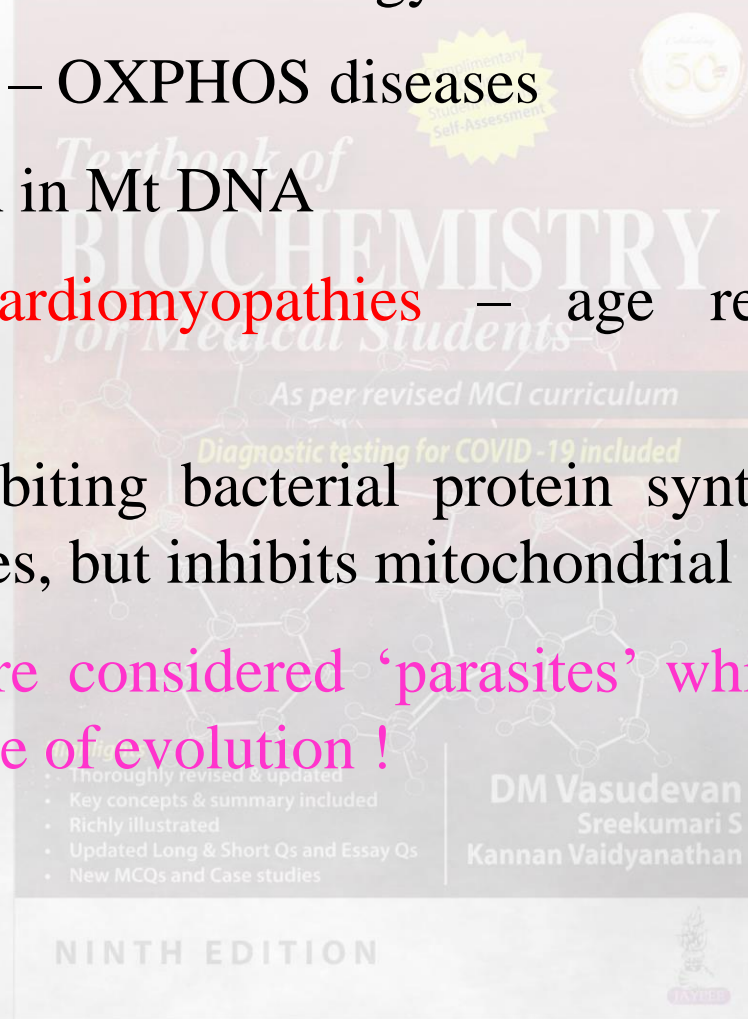 – OXPHOS diseases
in Mt DNA
ardiomyopathies – age re
biting bacterial protein synt
es, but inhibits mitochondrial
re considered ‘parasites’ whi
e of evolution !
Complimentary
Self-Assessment
50
Textbook of
BIOCHEMISTRY
for Medical Students
As per revised MCI curriculum
Diagnostic testing for COVID -19 included
• Thoroughly revised & updated
• Key concepts & summary included
• Richly illustrated
• Updated Long & Short Qs and Essay Qs
• New MCQs and Case studies
DM Vasudevan
Sreekumari S
Kannan Vaidyanathan
NINTH EDITION
JAYPEE